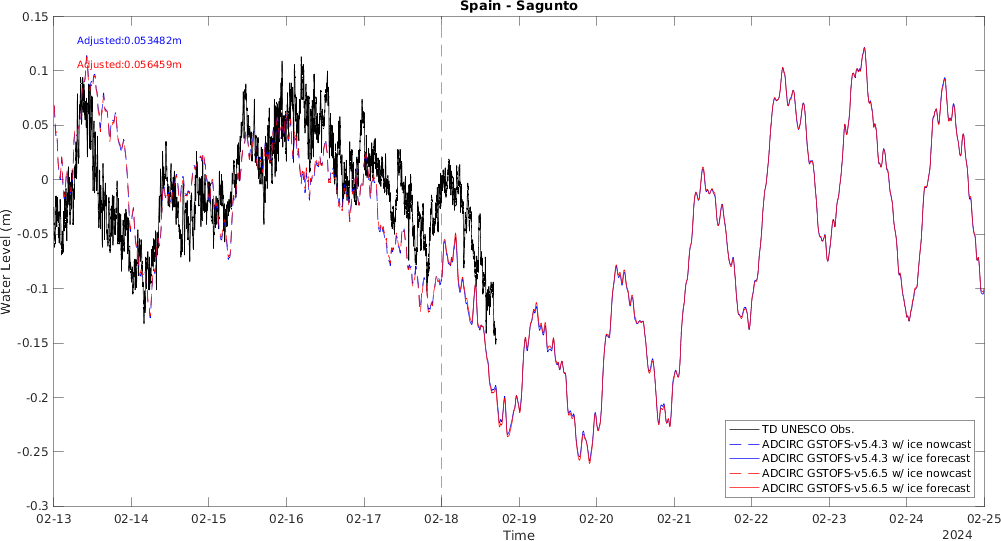 Spain - Sagunto
0.15
0.1
0.05
0
-0.05
-0.1
-0.15
-0.2
-0.25
-0.3
Water Level (m)
Adjusted:0.053482m
Adjusted:0.056459m
TD UNESCO Obs.
ADCIRC GSTOFS-v5.4.3 w/ ice nowcast
ADCIRC GSTOFS-v5.4.3 w/ ice forecast
ADCIRC GSTOFS-v5.6.5 w/ ice nowcast
ADCIRC GSTOFS-v5.6.5 w/ ice forecast
02-13 02-14 02-15 02-16 02-17 02-18 02-19 02-20 02-21 02-22 02-23 02-24 02-25
Time
2024